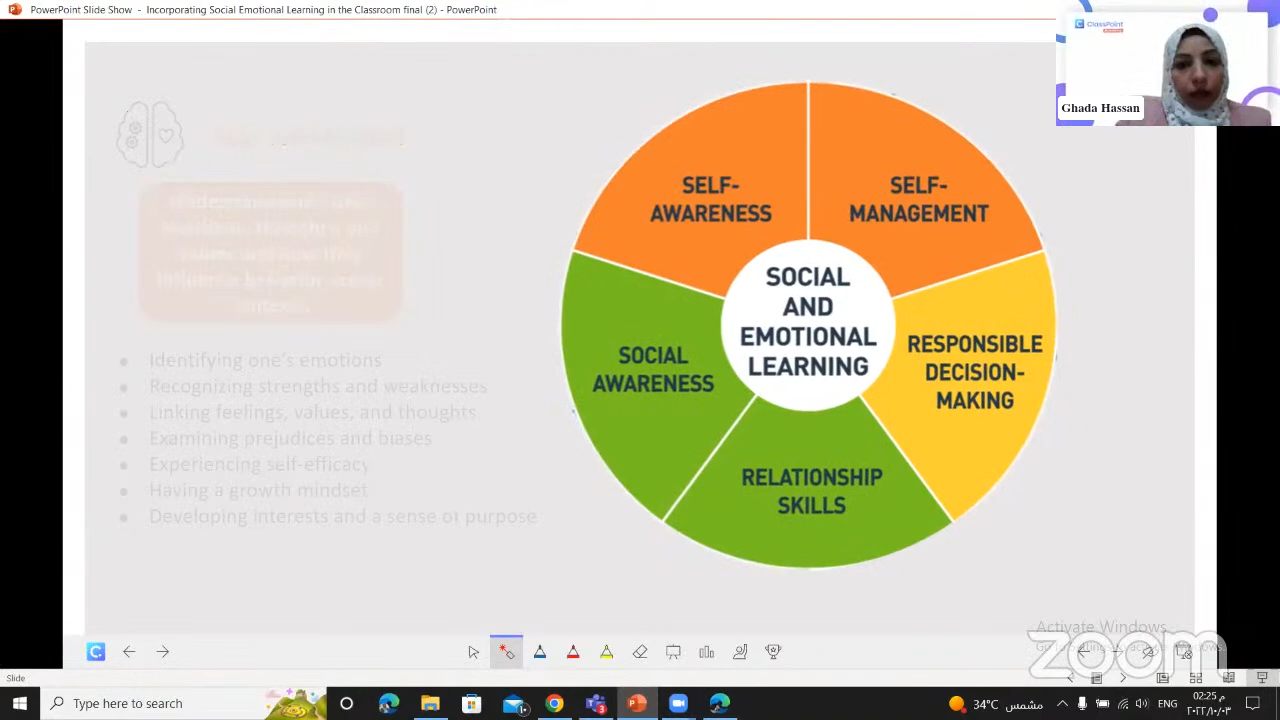 PowerPoint Slide Show - Incorporating Social Emotional Learning in the Classroom final (2) - PowerPoint
ClassPoint
Ghada Hassan
SELF-
AWARENESS
SELF-
MANAGEMENT
SOCIAL
AND
EMOTIONAL
LEARNING
RESPONSIBLE
DECISION-
MAKING
SOCIAL
AWARENESS
RELATIONSHIP
SKILLS
Identifying one's emotions
Recognizing strengths and weaknesses
Linking feelings, values, and thoughts
Examining prejudices and biases
Experiencing self-efficacy
Having a growth mindset
Developing interests and a sense of purpose
Activate Windows
zoom
Slide
Type here to search
34°C مشمس
02:25